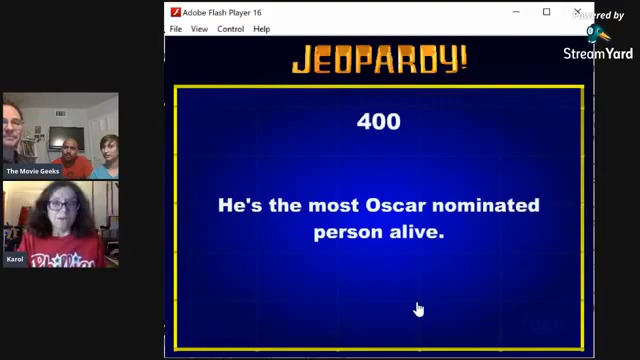 Adobe Flash Player 16
Powered by
File View Control Help
StreamYard
JEOPARDY!
400
He's the most Oscar nominated
person alive.
The Movie Geeks
Karol
Phillies